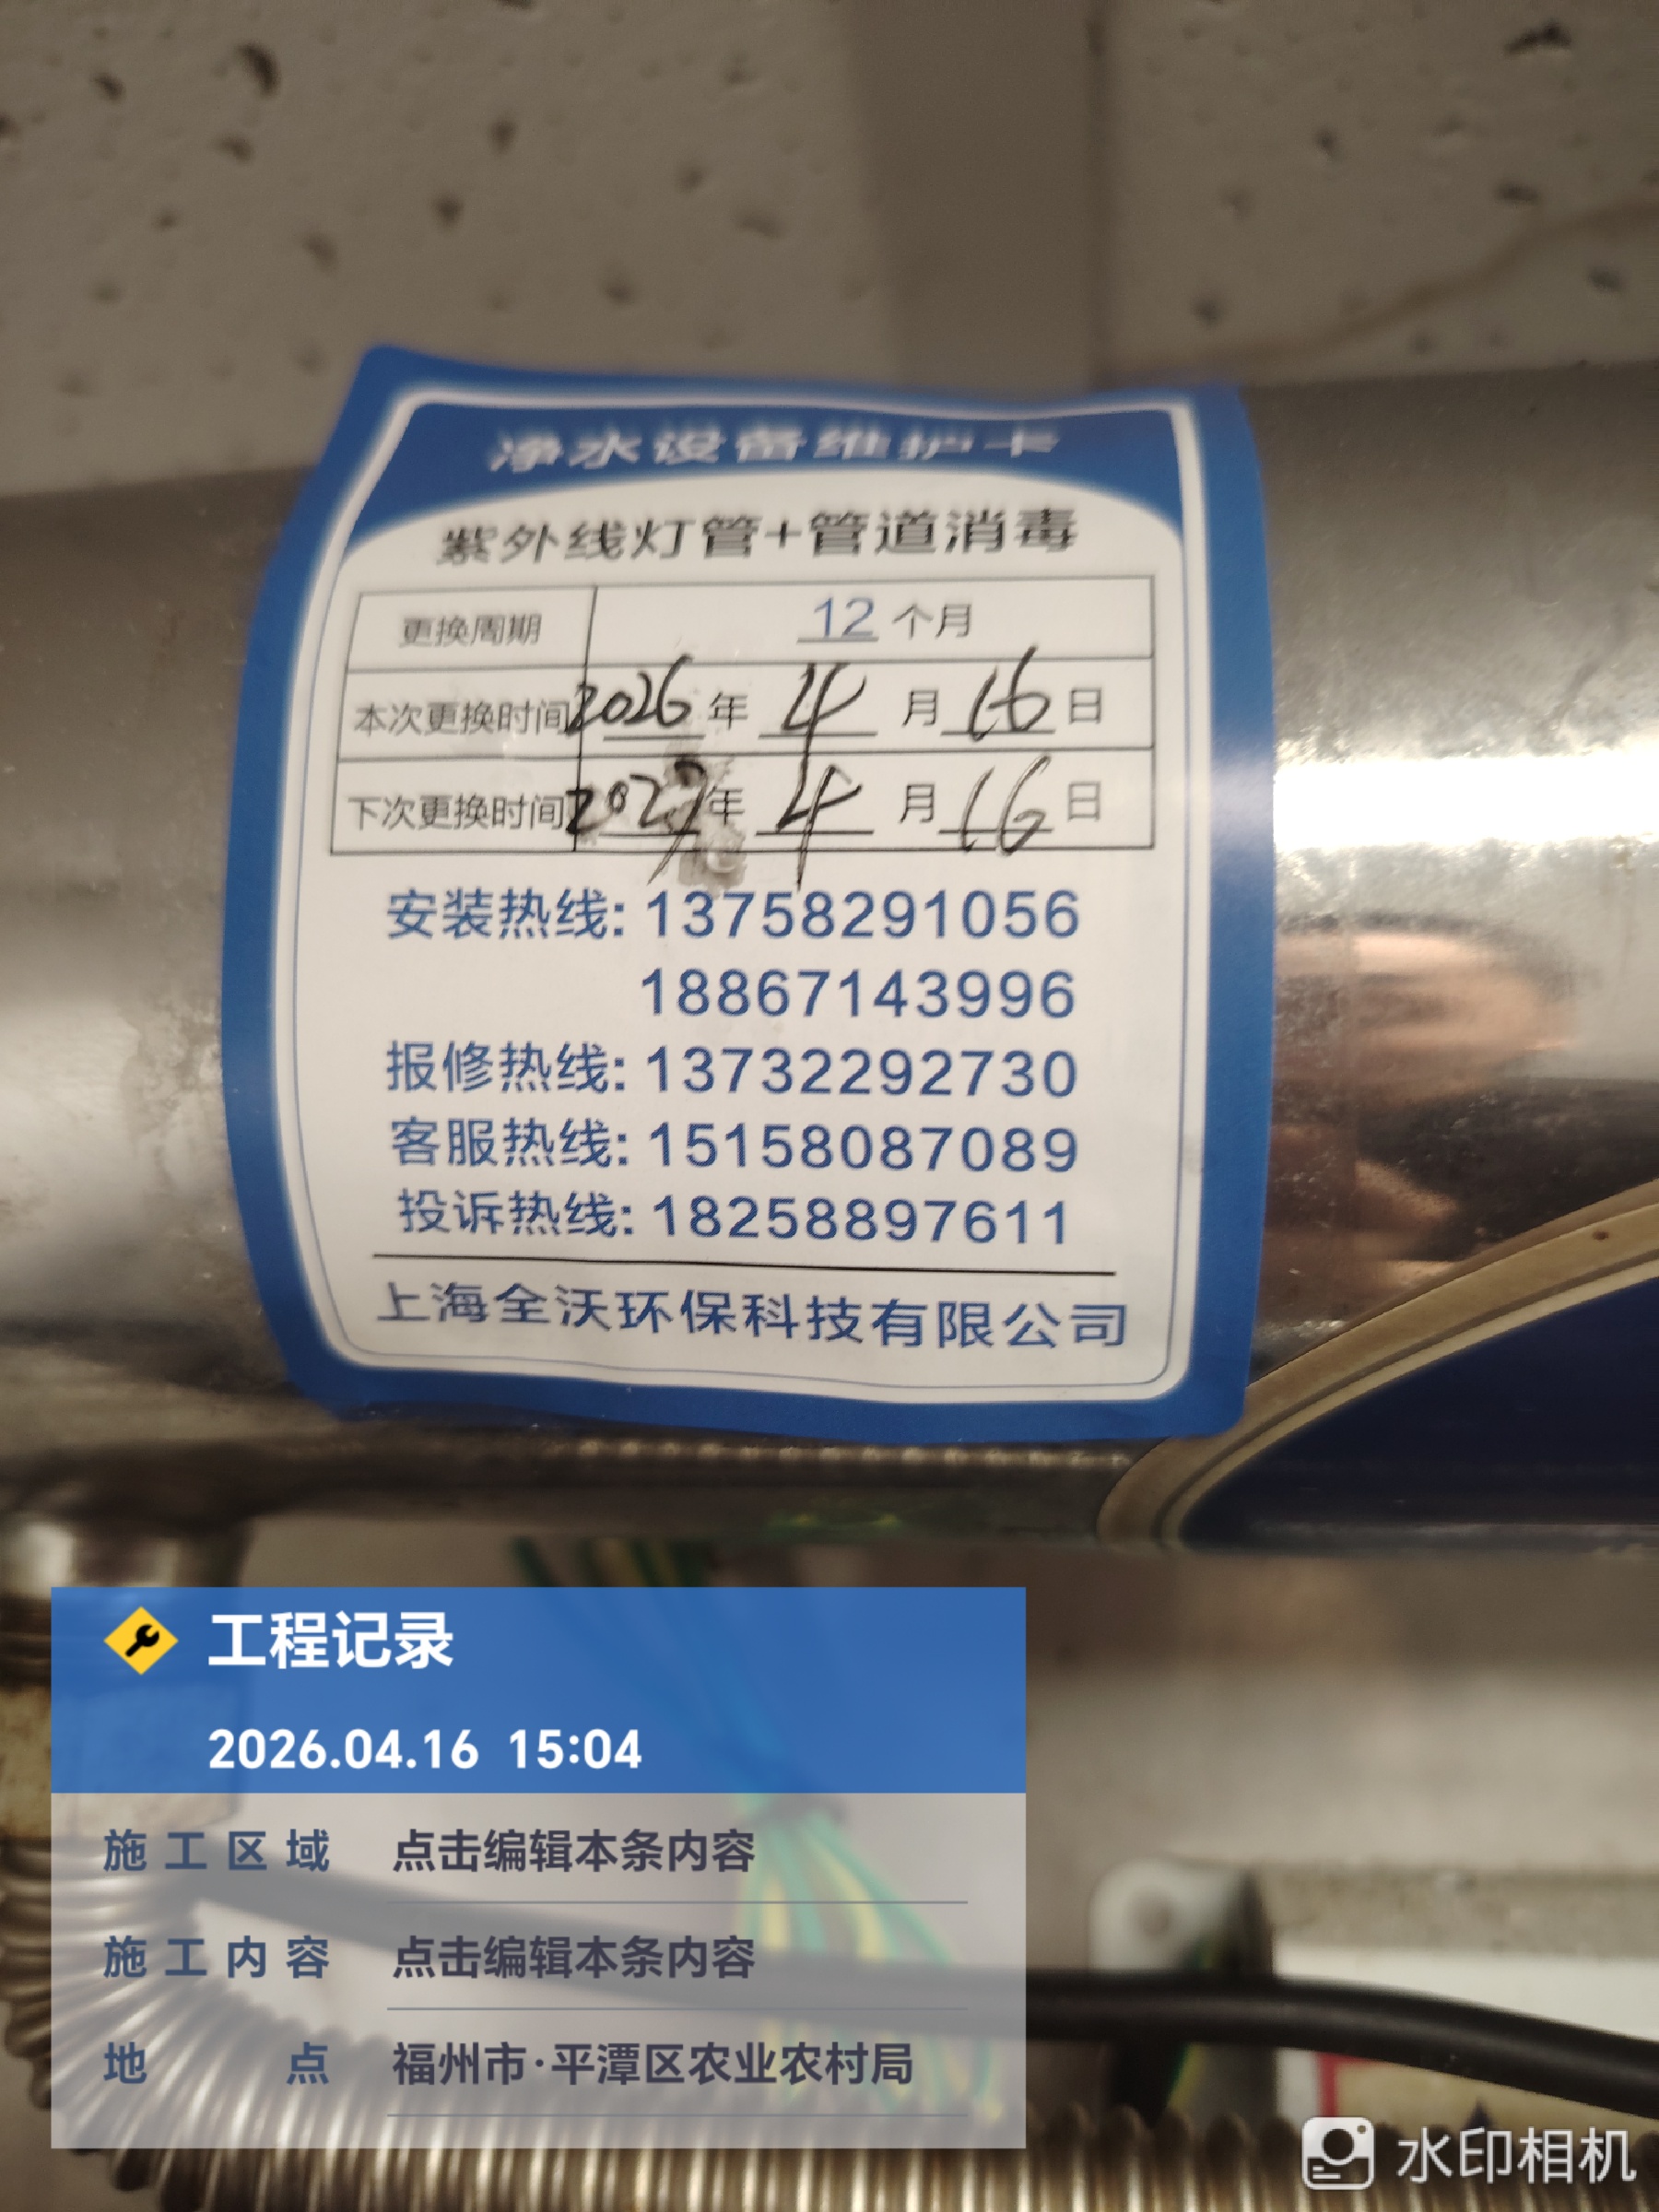 净水设备维护卡
紫外线灯管+管道消毒
更换周期 12 个月
本次更换时间 2026 年 4 月 16 日
下次更换时间 2027 年 4 月 16 日
安装热线: 13758291056
18867143996
报修热线: 13732292730
客服热线: 15158087089
投诉热线: 18258897611
上海全沃环保科技有限公司
工程记录
2026.04.16 15:04
施工区域 点击编辑本条内容
施工内容 点击编辑本条内容
地点 福州市·平潭区农业农村局
水印相机